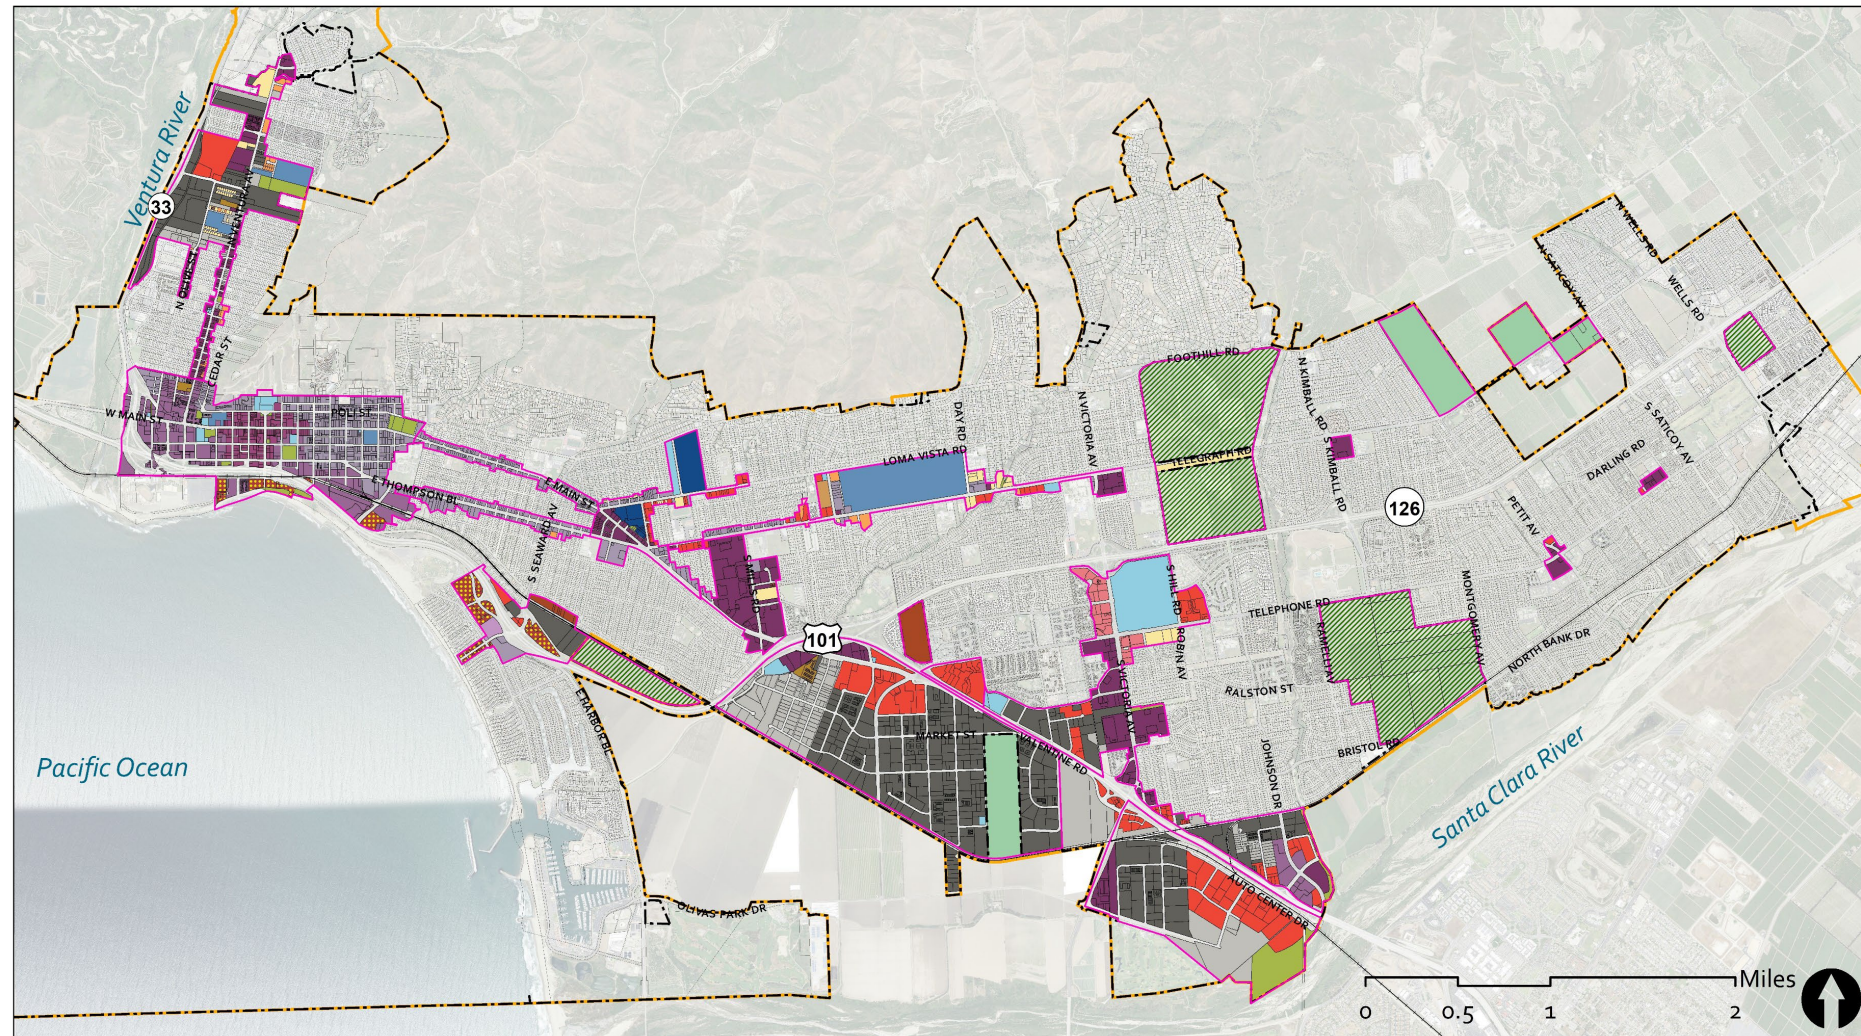 Ventura River
33
N OLIVE ST
N VENTURA AV
CEDAR ST
W MAIN ST
POLI ST
E THOMPSON BL
E MAIN ST
S SEAWARD AV
LOMA VISTA RD
DAY RD
N VICTORIA AV
FOOTHILL RD
TELEGRAPH RD
N KIMBALL RD
S KIMBALL RD
N WELLS RD
N SATICOY AV
WELLS RD
S SATICOY AV
DARLING RD
126
PETIT AV
S MILLS RD
101
S HILL RD
ROBIN AV
TELEPHONE RD
RAMELLI AV
MONTGOMERY AV
NORTH BANK DR
S VICTORIA AV
RALSTON ST
BRISTOL RD
E HARBOR BL
MARKET ST
VALENTINE RD
JOHNSON DR
Pacific Ocean
Santa Clara River
OLIVAS PARK DR
AUTO CENTER DR
Miles
0 0.5 1 2